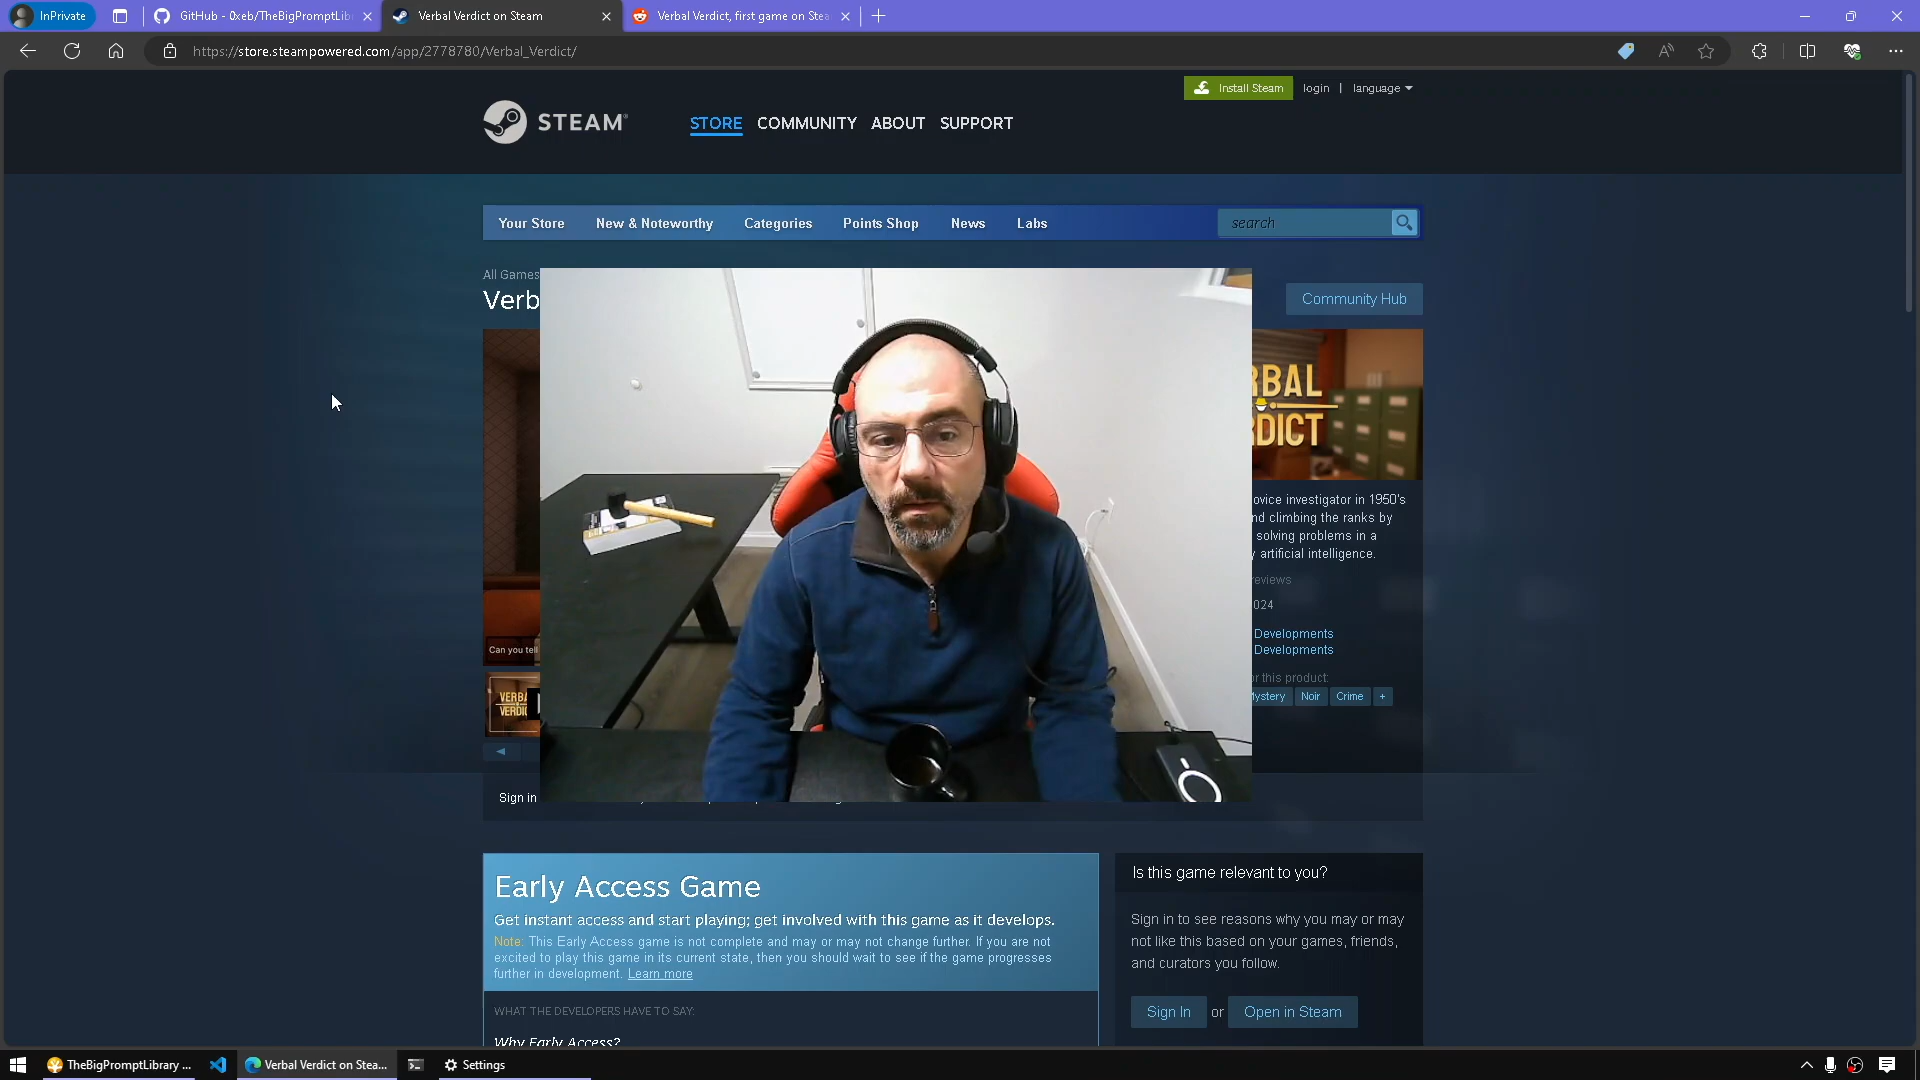 InPrivate
GitHub - 0xeb/TheBigPromptLib
Verbal Verdict on Steam
Verbal Verdict, first game on Stea
https://store.steampowered.com/app/2778780/Verbal_Verdict/
Install Steam
login | language
STEAM
STORE COMMUNITY ABOUT SUPPORT
Your Store New & Noteworthy Categories Points Shop News Labs
search
All Games
Verb
Community Hub
RBAL
RDICT
ovice investigator in 1950's
nd climbing the ranks by
solving problems in a
y artificial intelligence.
reviews
024
Developments
Developments
or this product:
Mystery Noir Crime +
Can you tell
VERBA
VERDIC
Sign in
Early Access Game
Get instant access and start playing; get involved with this game as it develops.
Note: This Early Access game is not complete and may or may not change further. If you are not
excited to play this game in its current state, then you should wait to see if the game progresses
further in development. Learn more
WHAT THE DEVELOPERS HAVE TO SAY:
Why Early Access?
Is this game relevant to you?
Sign in to see reasons why you may or may
not like this based on your games, friends,
and curators you follow.
Sign In or Open in Steam
TheBigPromptLibrary ...
Verbal Verdict on Stea...
Settings